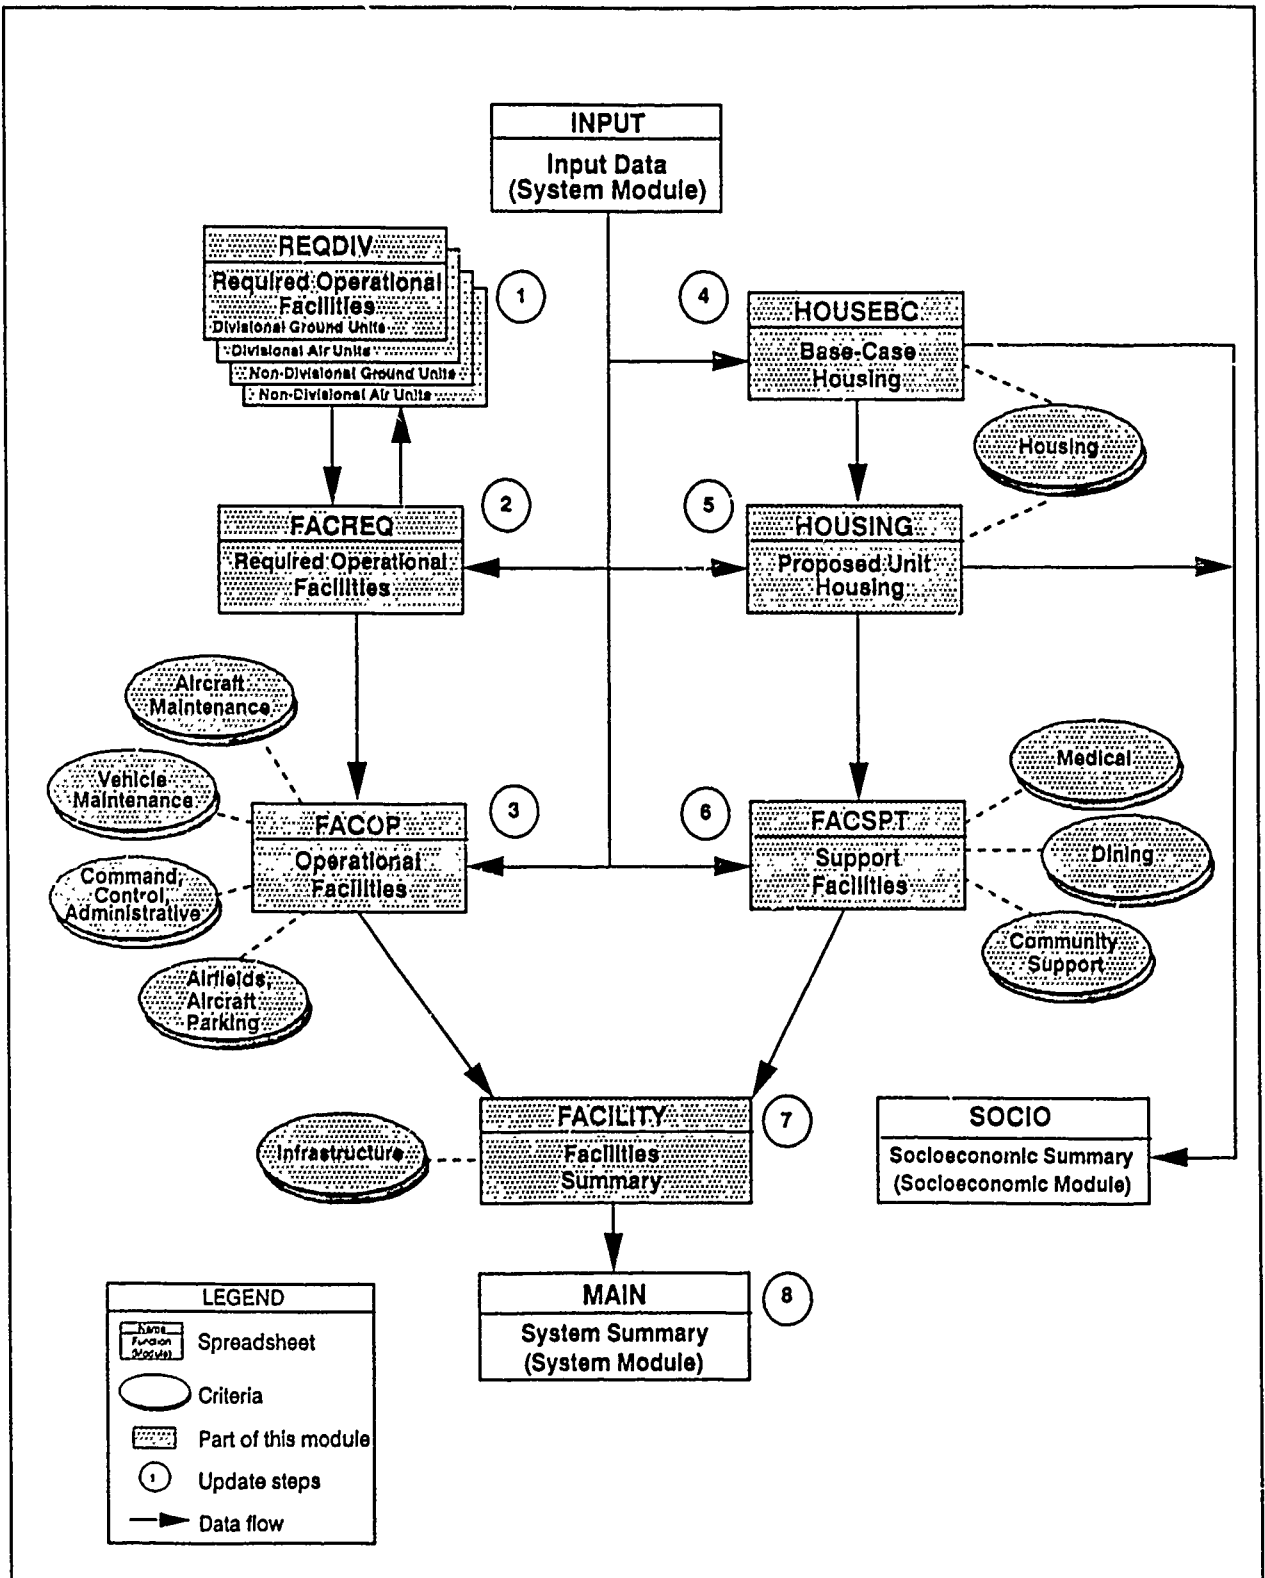 INPUT
Input Data
(System Module)
REQDIV
Required Operational
Facilities
Divisional Ground Units
Divisional Air Units
Non-Divisional Ground Units
Non-Divisional Air Units
1
4
HOUSEBC
Base-Case
Housing
Housing
2
FACREQ
Required Operational
Facilities
5
HOUSING
Proposed Unit
Housing
Aircraft
Maintenance
Vehicle
Maintenance
Command,
Control,
Administrative
Airfields,
Aircraft
Parking
3
FACOP
Operational
Facilities
6
FACSPT
Support
Facilities
Medical
Dining
Community
Support
Infrastructure
FACILITY
Facilities
Summary
7
SOCIO
Socioeconomic Summary
(Socioeconomic Module)
MAIN
System Summary
(System Module)
8
LEGEND
Name
Function
(Module)
Spreadsheet
Criteria
Part of this module
1
Update steps
Data flow